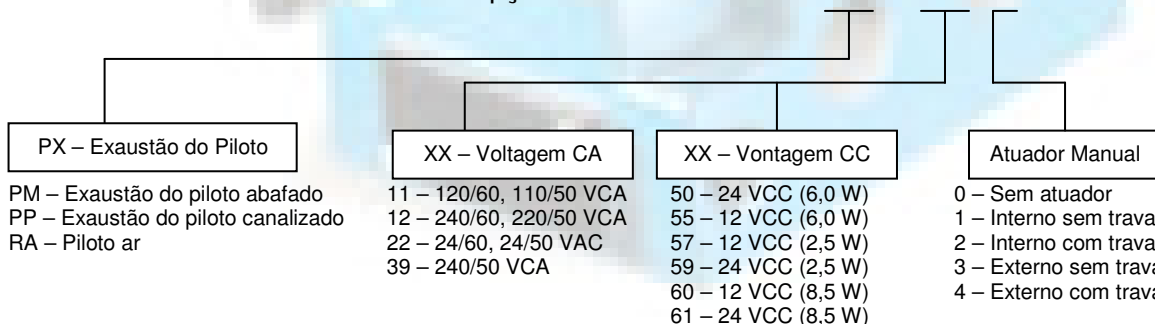 PX – Exaustão do Piloto
PM – Exaustão do piloto abafado
PP – Exaustão do piloto canalizado
RA – Piloto ar
XX – Voltagem CA
11 – 120/60, 110/50 VCA
12 – 240/60, 220/50 VCA
22 – 24/60, 24/50 VAC
39 – 240/50 VCA
XX – Vontagem CC
50 – 24 VCC (6,0 W)
55 – 12 VCC (6,0 W)
57 – 12 VCC (2,5 W)
59 – 24 VCC (2,5 W)
60 – 12 VCC (8,5 W)
61 – 24 VCC (8,5 W)
Atuador Manual
0 – Sem atuador
1 – Interno sem trava
2 – Interno com trava
3 – Externo sem trava
4 – Externo com trava